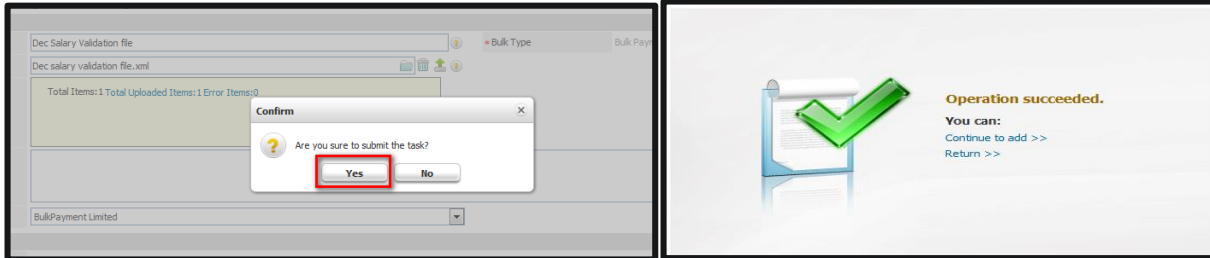 Dec Salary Validation file
* Bulk Type
Bulk Paym
Dec salary validation file.xml
Total Items:1 Total Uploaded Items:1 Error Items:0
Confirm
Are you sure to submit the task?
Yes
No
BulkPayment Limited
Operation succeeded.
You can:
Continue to add >>
Return >>